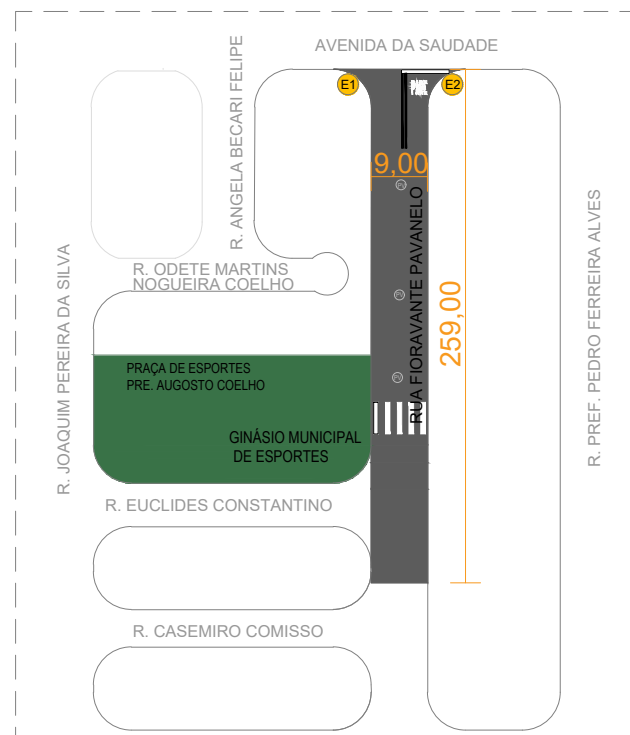 AVENIDA DA SAUDADE
E1
E2
R. ANGELA BECARI FELIPE
9,00
RUA FIORAVANTE PAVANELO
259,00
R. ODETE MARTINS
NOGUEIRA COELHO
R. JOAQUIM PEREIRA DA SILVA
R. PREF. PEDRO FERREIRA ALVES
PRAÇA DE ESPORTES
PRE. AUGOSTO COELHO
GINÁSIO MUNICIPAL
DE ESPORTES
R. EUCLIDES CONSTANTINO
R. CASEMIRO COMISSO